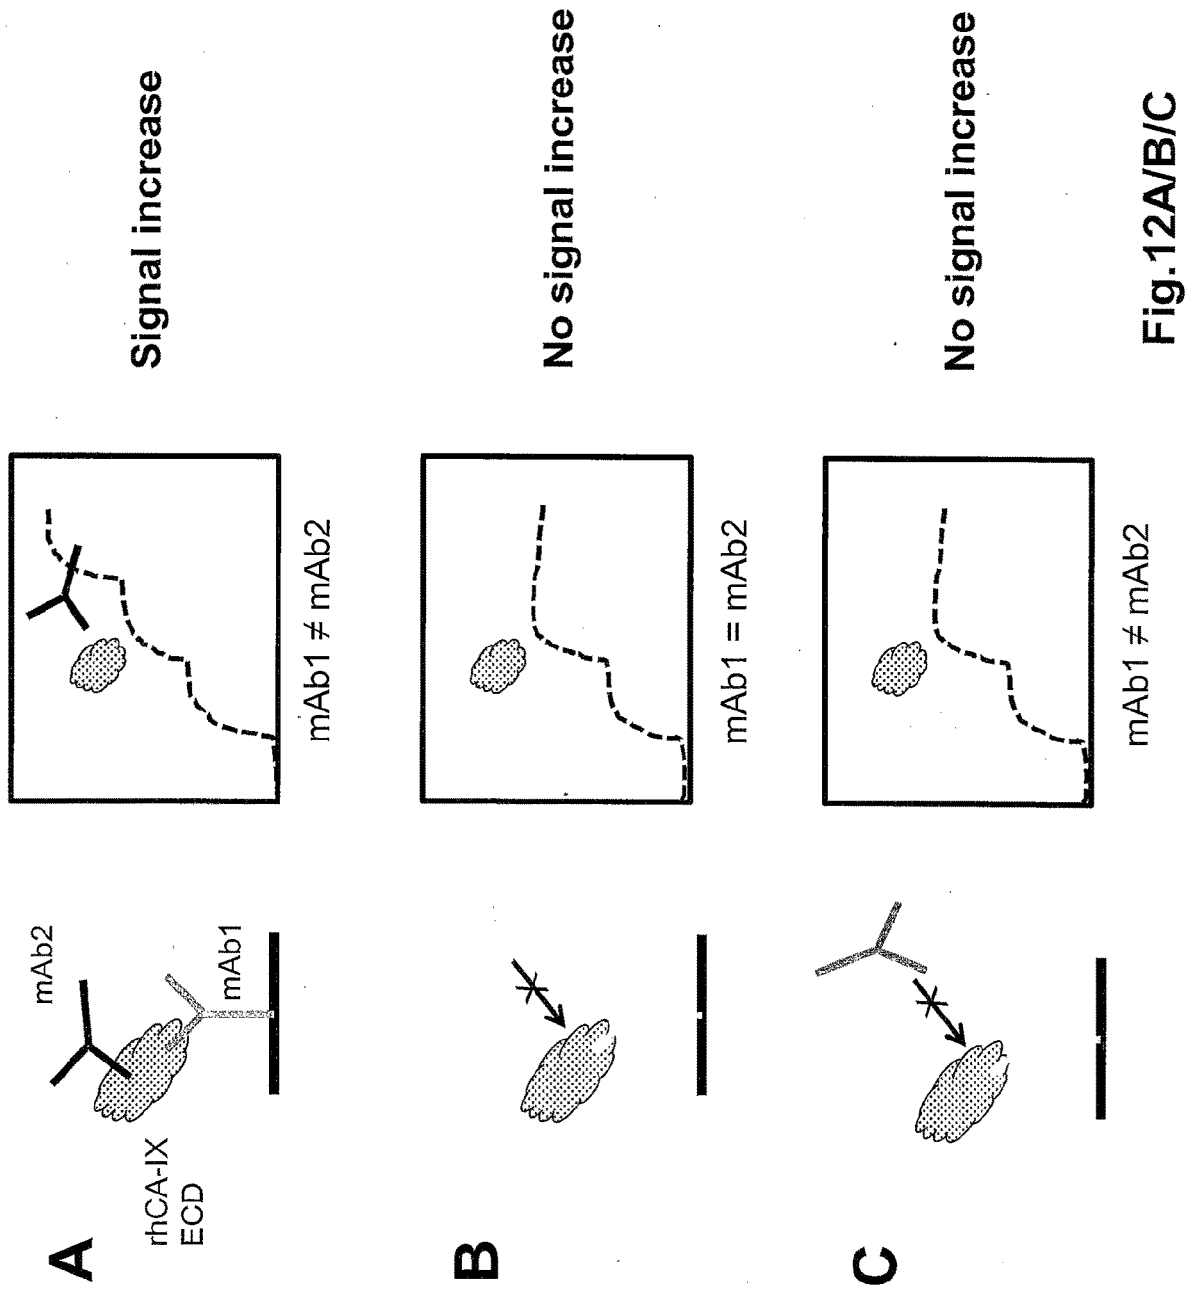 A
rhCA-IX
ECD
mAb2
mAb1
mAb1 ≠ mAb2
Signal increase
B
mAb1 = mAb2
No signal increase
C
mAb1 ≠ mAb2
No signal increase
Fig.12A/B/C